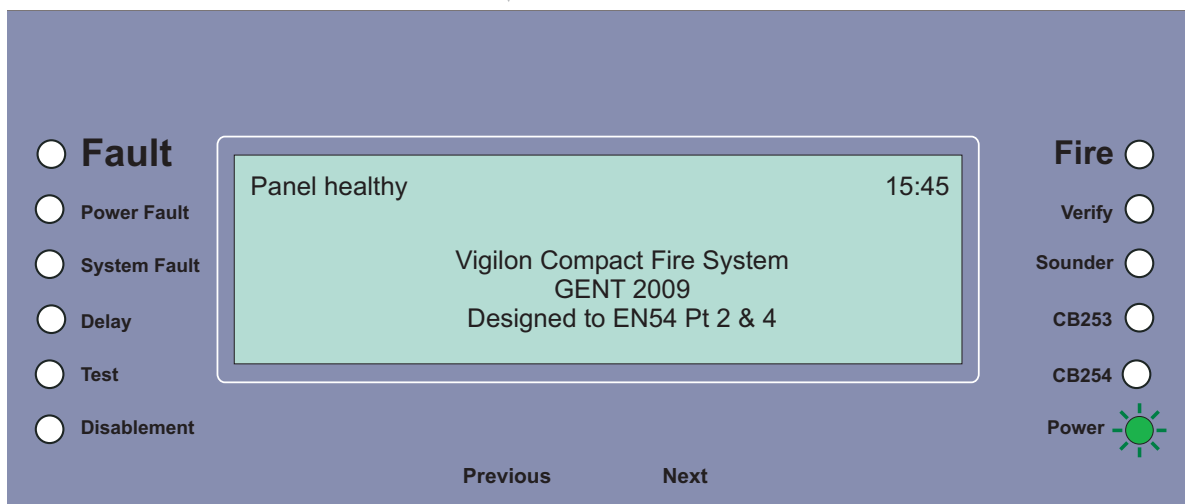 Fault
Power Fault
System Fault
Delay
Test
Disablement
Panel healthy 15:45
Vigilon Compact Fire System
GENT 2009
Designed to EN54 Pt 2 & 4
Fire
Verify
Sounder
CB253
CB254
Power
Previous Next